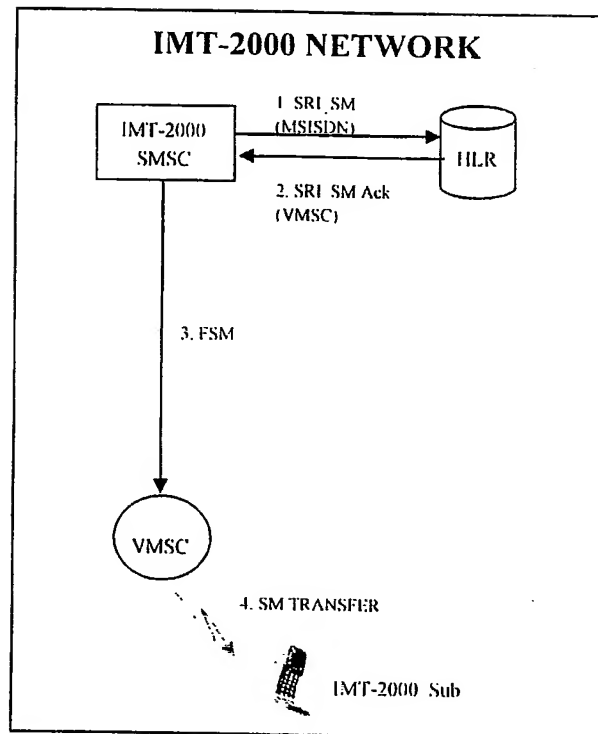 IMT-2000 NETWORK
1. SRI_SM
(MSISDN)
IMT-2000
SMSC
HLR
2. SRI_SM Ack
(VMSC)
3. FSM
VMSC
4. SM TRANSFER
IMT-2000 Sub